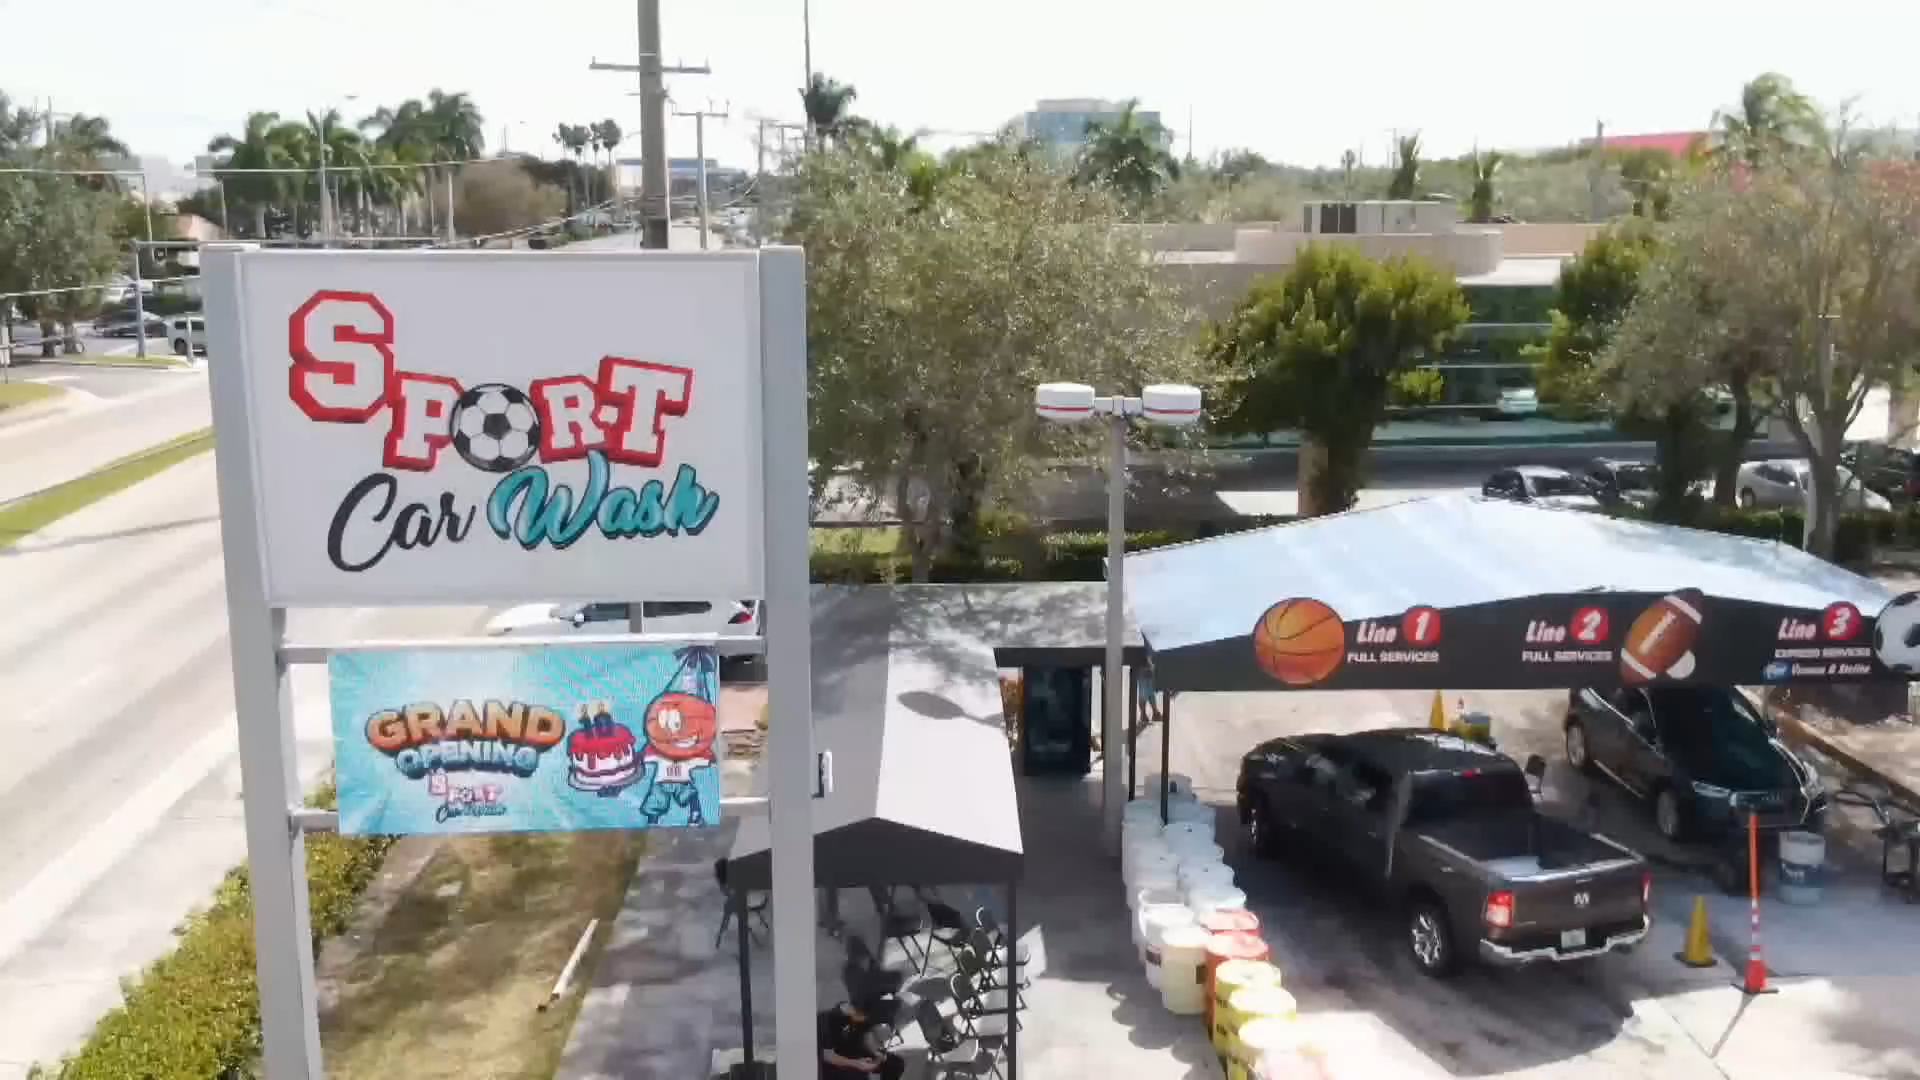 SPORT
Car Wash
GRAND
OPENING
SPORT
Car Wash
Line 1
FULL SERVICES
Line 2
FULL SERVICES
Line 3
EXPRESS SERVICES